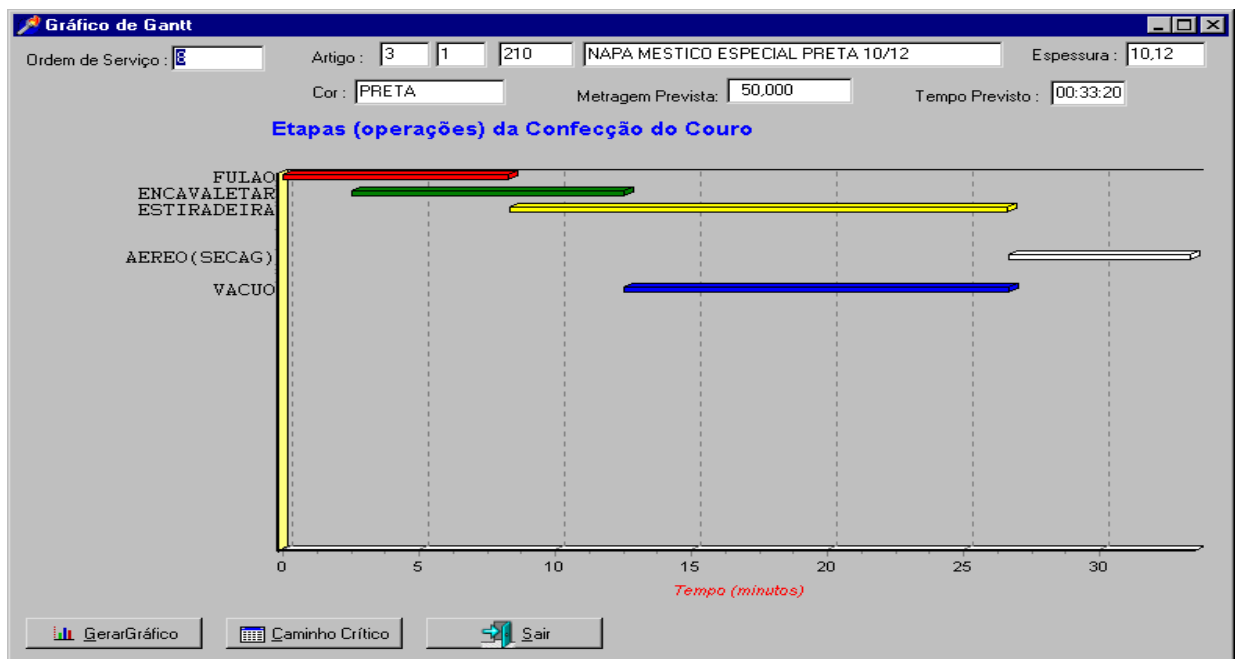 Gráfico de Gantt
Ordem de Serviço : 8 Artigo : 3 1 210 NAPA MESTICO ESPECIAL PRETA 10/12 Espessura : 10,12
Cor : PRETA Metragem Prevista: 50,000 Tempo Previsto : 00:33:20
Etapas (operações) da Confecção do Couro
FULAO
ENCAVALETAR
ESTIRADEIRA
AEREO(SECAG)
VACUO
0 5 10 15 20 25 30
Tempo (minutos)
GerarGráfico Caminho Crítico Sair